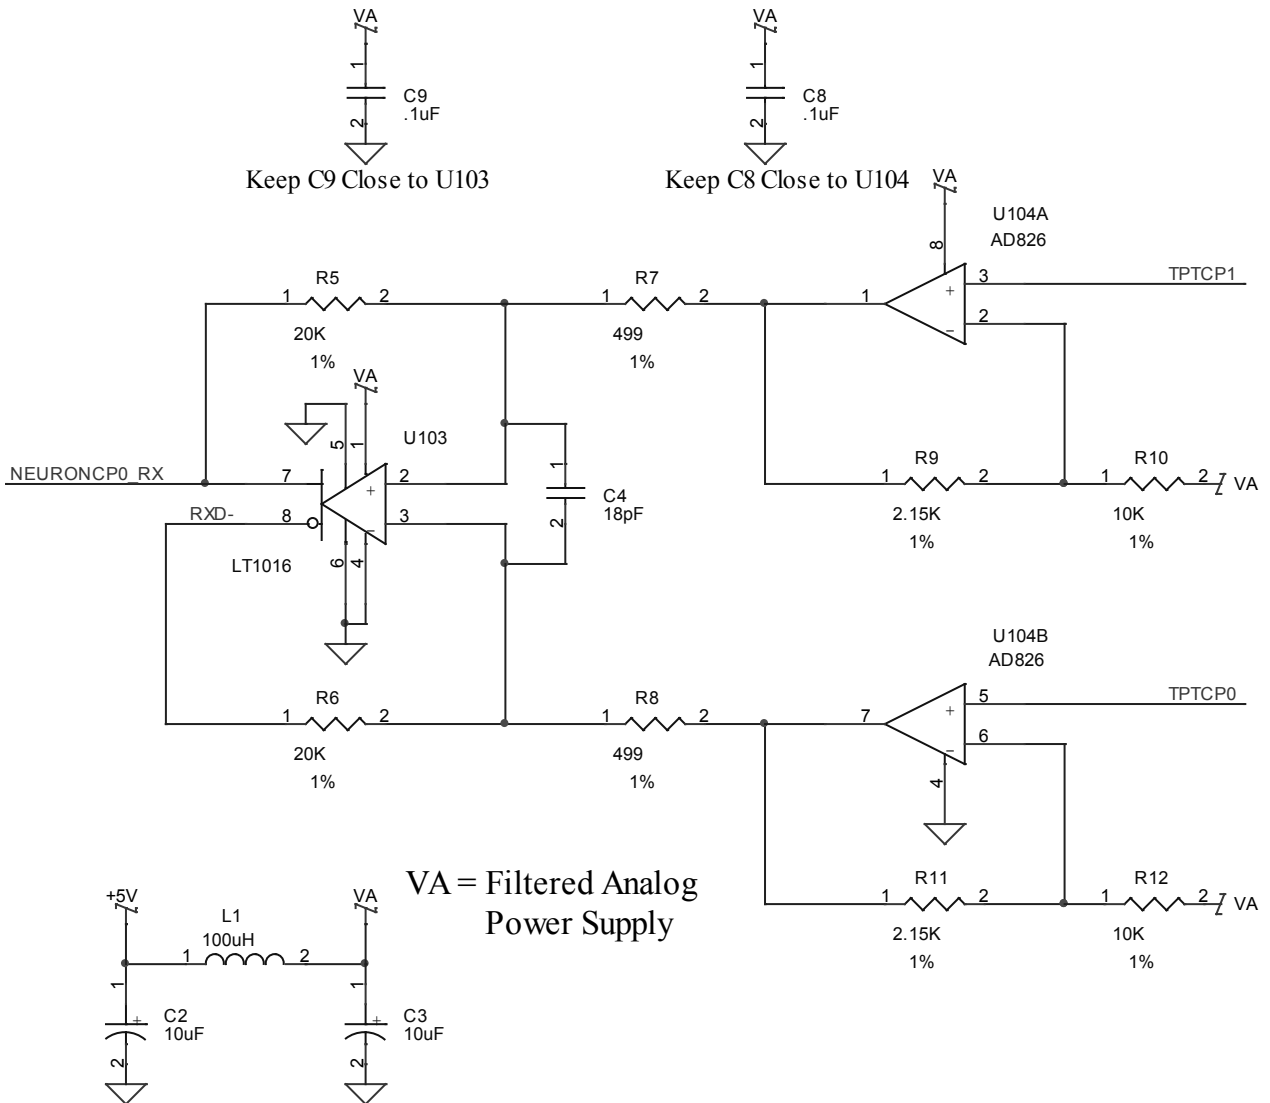 VA
1
C9
.1uF
2
Keep C9 Close to U103
VA
1
C8
.1uF
2
Keep C8 Close to U104
VA
8
U104A
AD826
3
TPTCP1
+
1
2
−
R5
1
2
20K
1%
R7
1
2
499
1%
VA
5
1
U103
NEURONCP0_RX
7
2
+
RXD-
8
3
−
LT1016
6
4
1
C4
18pF
2
R9
1
2
2.15K
1%
R10
1
2
VA
10K
1%
U104B
AD826
5
TPTCP0
+
7
6
−
4
R6
1
2
20K
1%
R8
1
2
499
1%
R11
1
2
2.15K
1%
R12
1
2
VA
10K
1%
VA = Filtered Analog
Power Supply
+5V
L1
VA
100uH
1
2
1
+
C2
10uF
2
1
+
C3
10uF
2